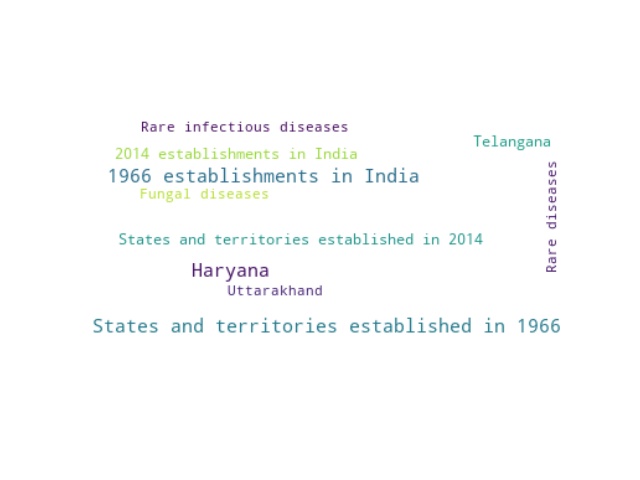 Rare infectious diseases
Telangana
2014 establishments in India
1966 establishments in India
Fungal diseases
Rare diseases
States and territories established in 2014
Haryana
Uttarakhand
States and territories established in 1966